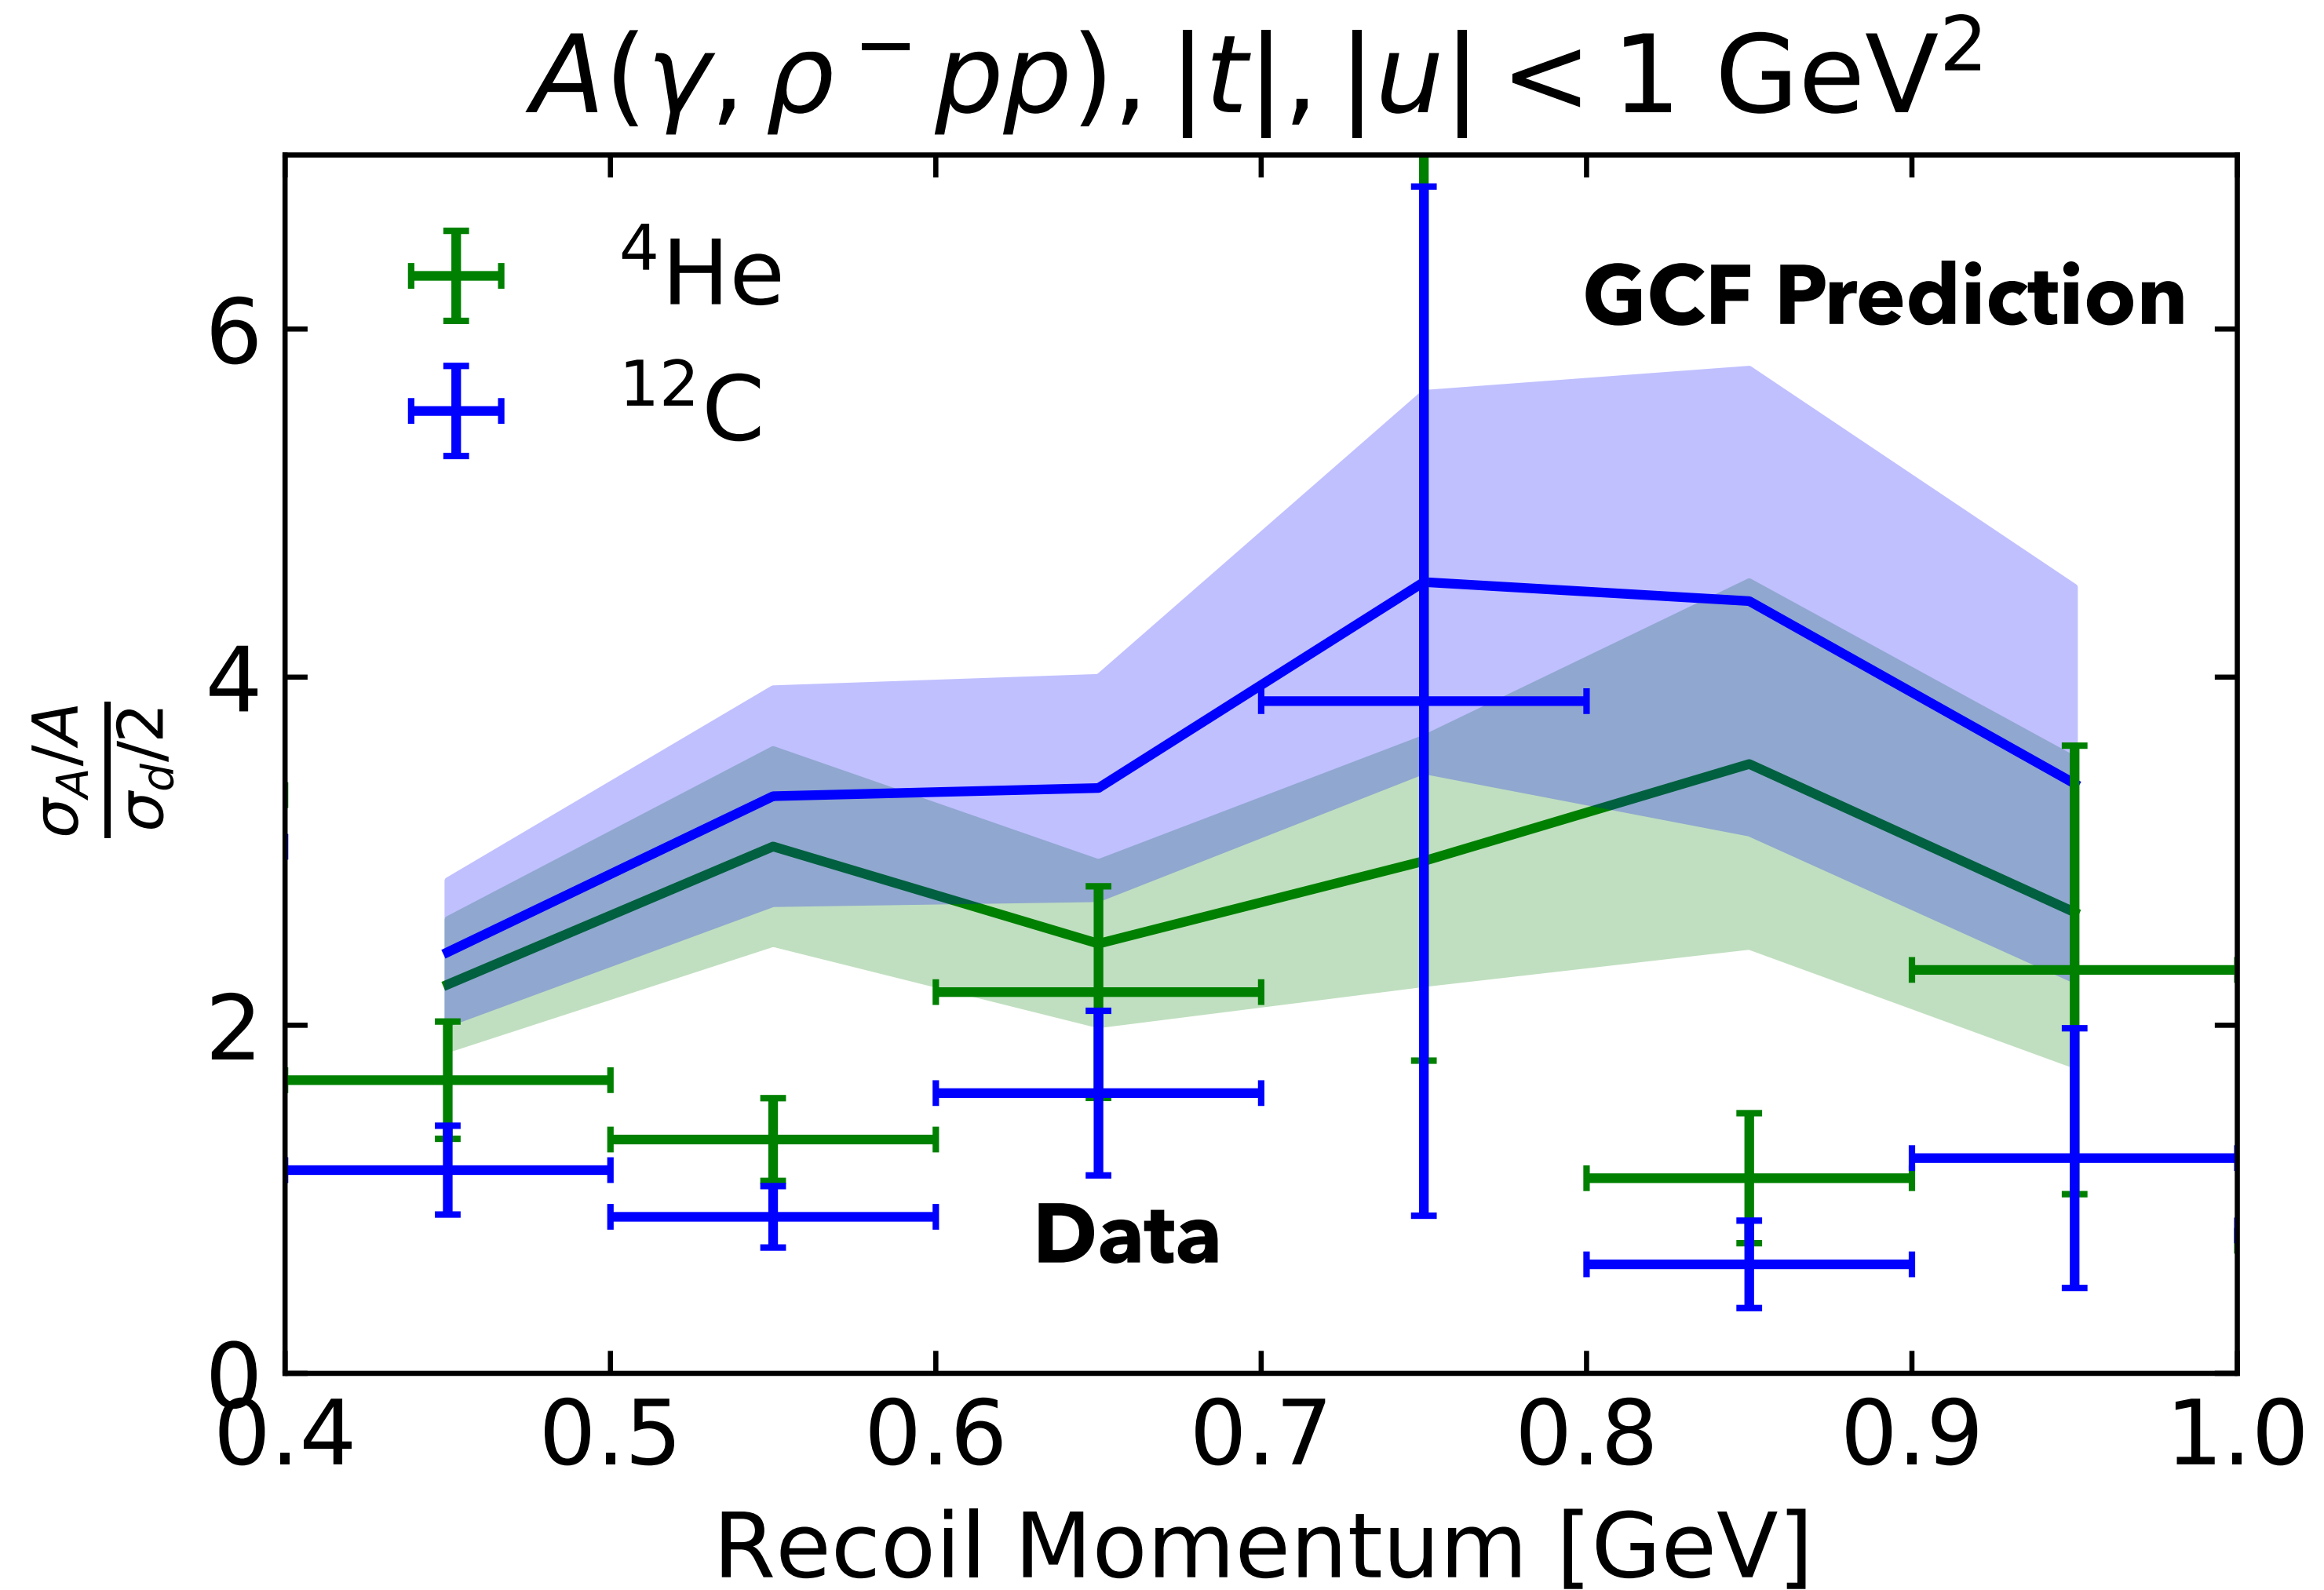 A(γ, ρ⁻pp), |t|, |u| < 1 GeV²
⁴He
¹²C
GCF Prediction
Data
σ_A/A
σ_d/2
6
4
2
0
0.4 0.5 0.6 0.7 0.8 0.9 1.0
Recoil Momentum [GeV]